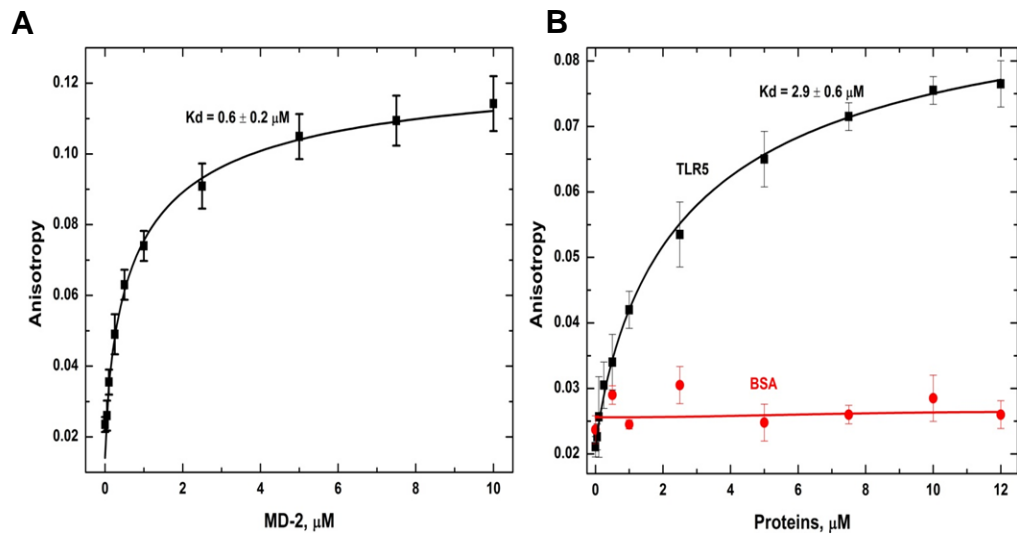 A
B
0.12
0.10
0.08
0.06
0.04
0.02
Anisotropy
Kd = 0.6 ± 0.2 μM
0
2
4
6
8
10
MD-2, μM
0.08
0.07
0.06
0.05
0.04
0.03
0.02
Anisotropy
Kd = 2.9 ± 0.6 μM
TLR5
BSA
0
2
4
6
8
10
12
Proteins, μM